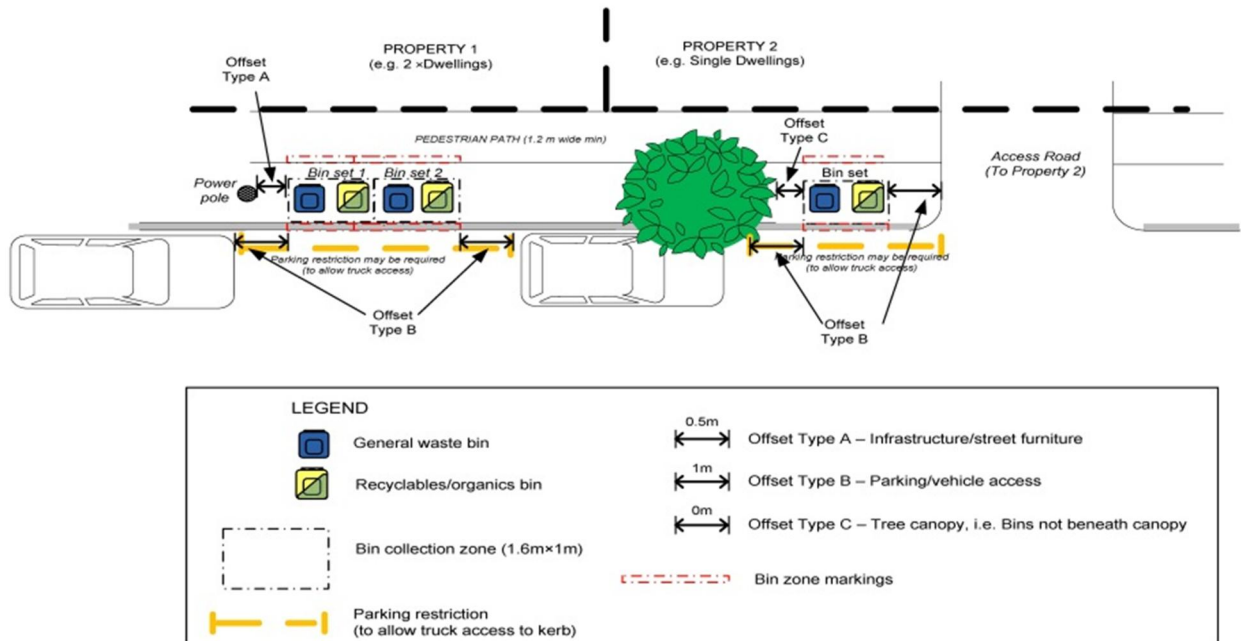 PROPERTY 1
(e.g. 2 ×Dwellings)
PROPERTY 2
(e.g. Single Dwellings)
Offset
Type A
Offset
Type C
PEDESTRIAN PATH (1.2 m wide min)
Access Road
(To Property 2)
Power
pole
Bin set 1
Bin set 2
Bin set
Parking restriction may be required
(to allow truck access)
Parking restriction may be required
(to allow truck access)
Offset
Type B
Offset
Type B
LEGEND
General waste bin
Recyclables/organics bin
Bin collection zone (1.6m×1m)
Parking restriction
(to allow truck access to kerb)
0.5m
Offset Type A – Infrastructure/street furniture
1m
Offset Type B – Parking/vehicle access
0m
Offset Type C – Tree canopy, i.e. Bins not beneath canopy
Bin zone markings